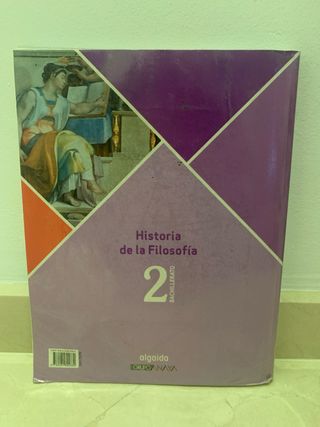 Historia
de la Filosofía
2
BACHILLERATO
algaida
GRUPO ANAYA